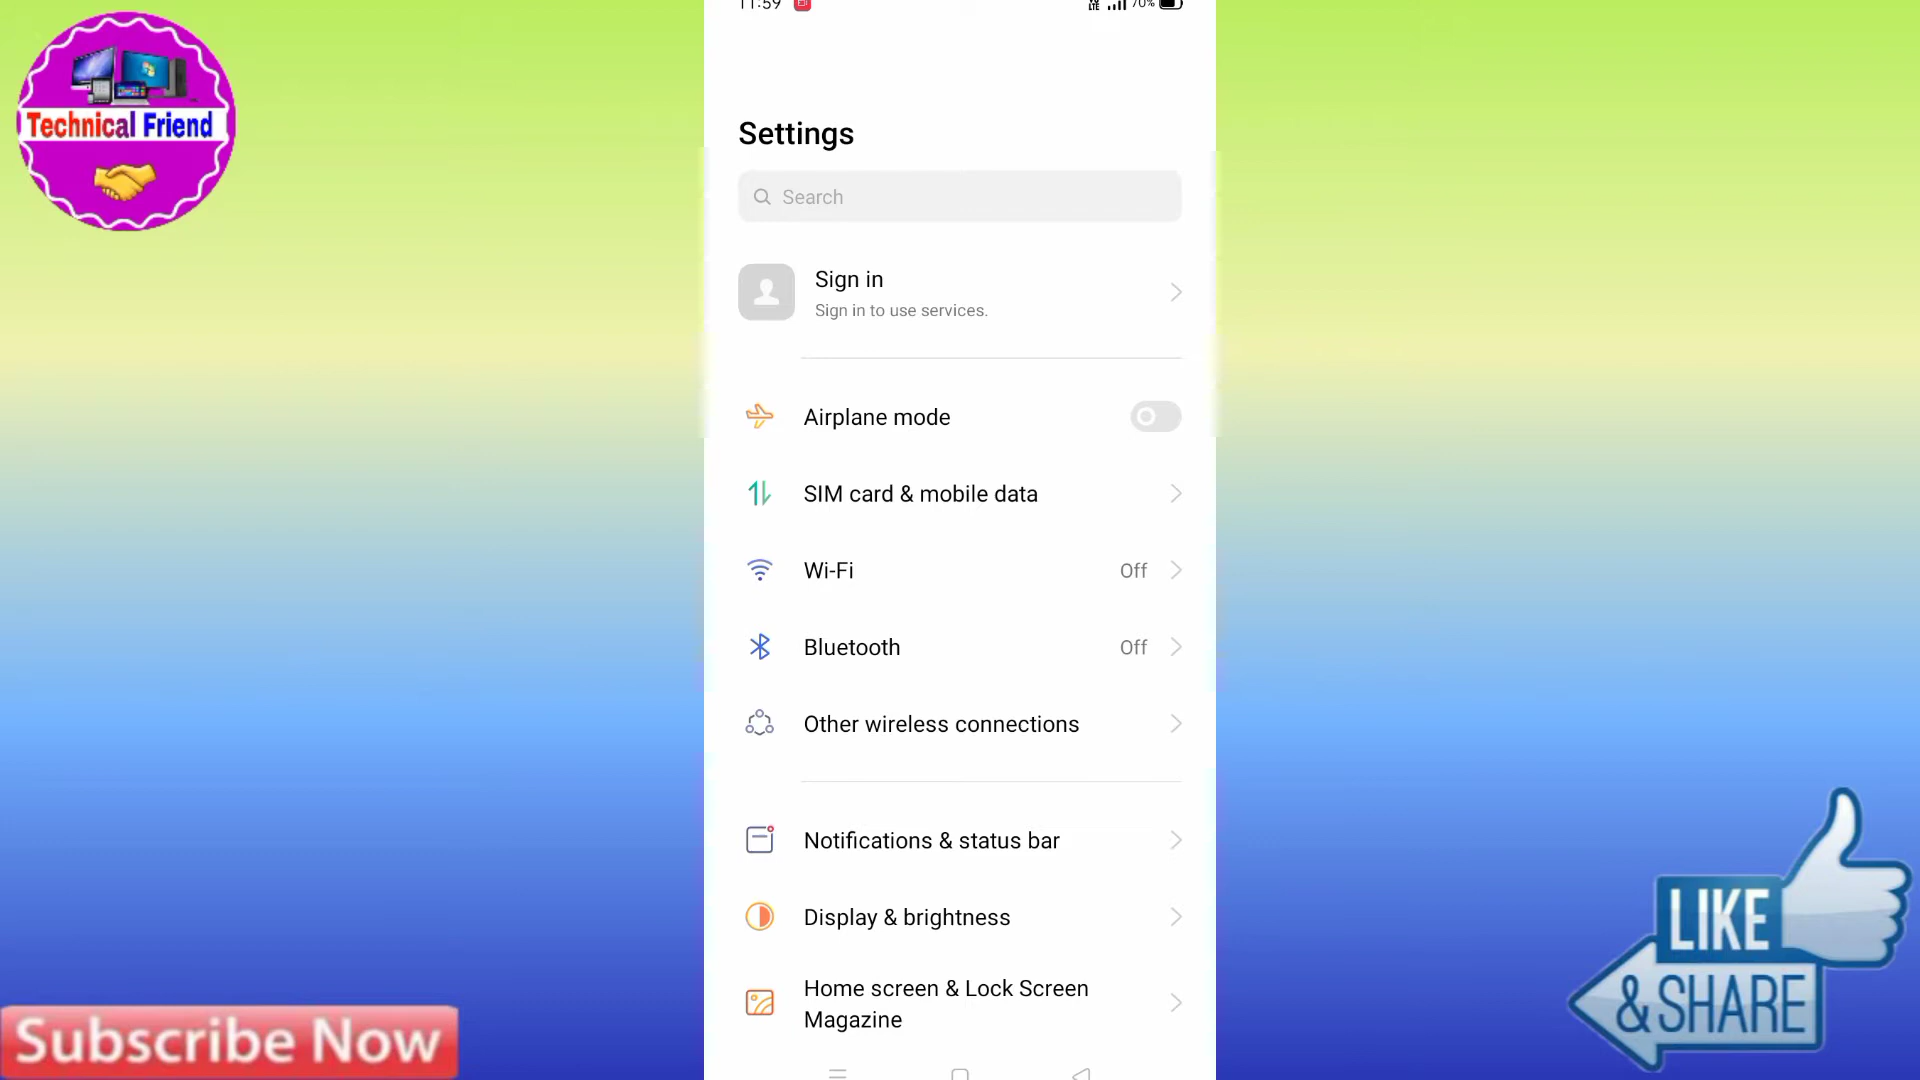 11:59
70%
Technical Friend
Settings
Search
Sign in
Sign in to use services.
Airplane mode
SIM card & mobile data
Wi-Fi
Off
Bluetooth
Off
Other wireless connections
Notifications & status bar
Display & brightness
Home screen & Lock Screen
Magazine
LIKE
& SHARE
Subscribe Now